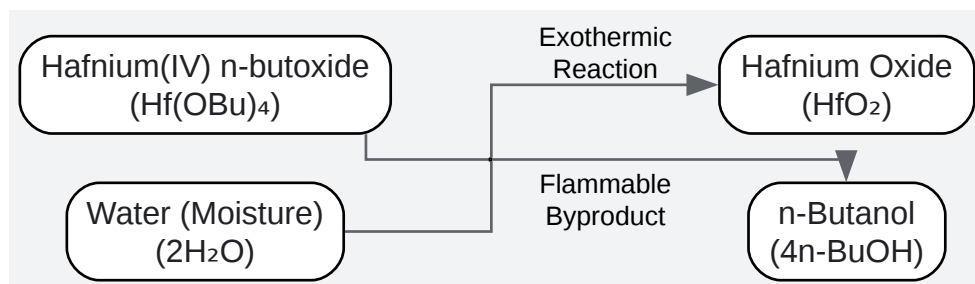 Hafnium(IV) n-butoxide
(Hf(OBu)₄)
Exothermic
Reaction
Hafnium Oxide
(HfO₂)
Water (Moisture)
(2H₂O)
Flammable
Byproduct
n-Butanol
(4n-BuOH)